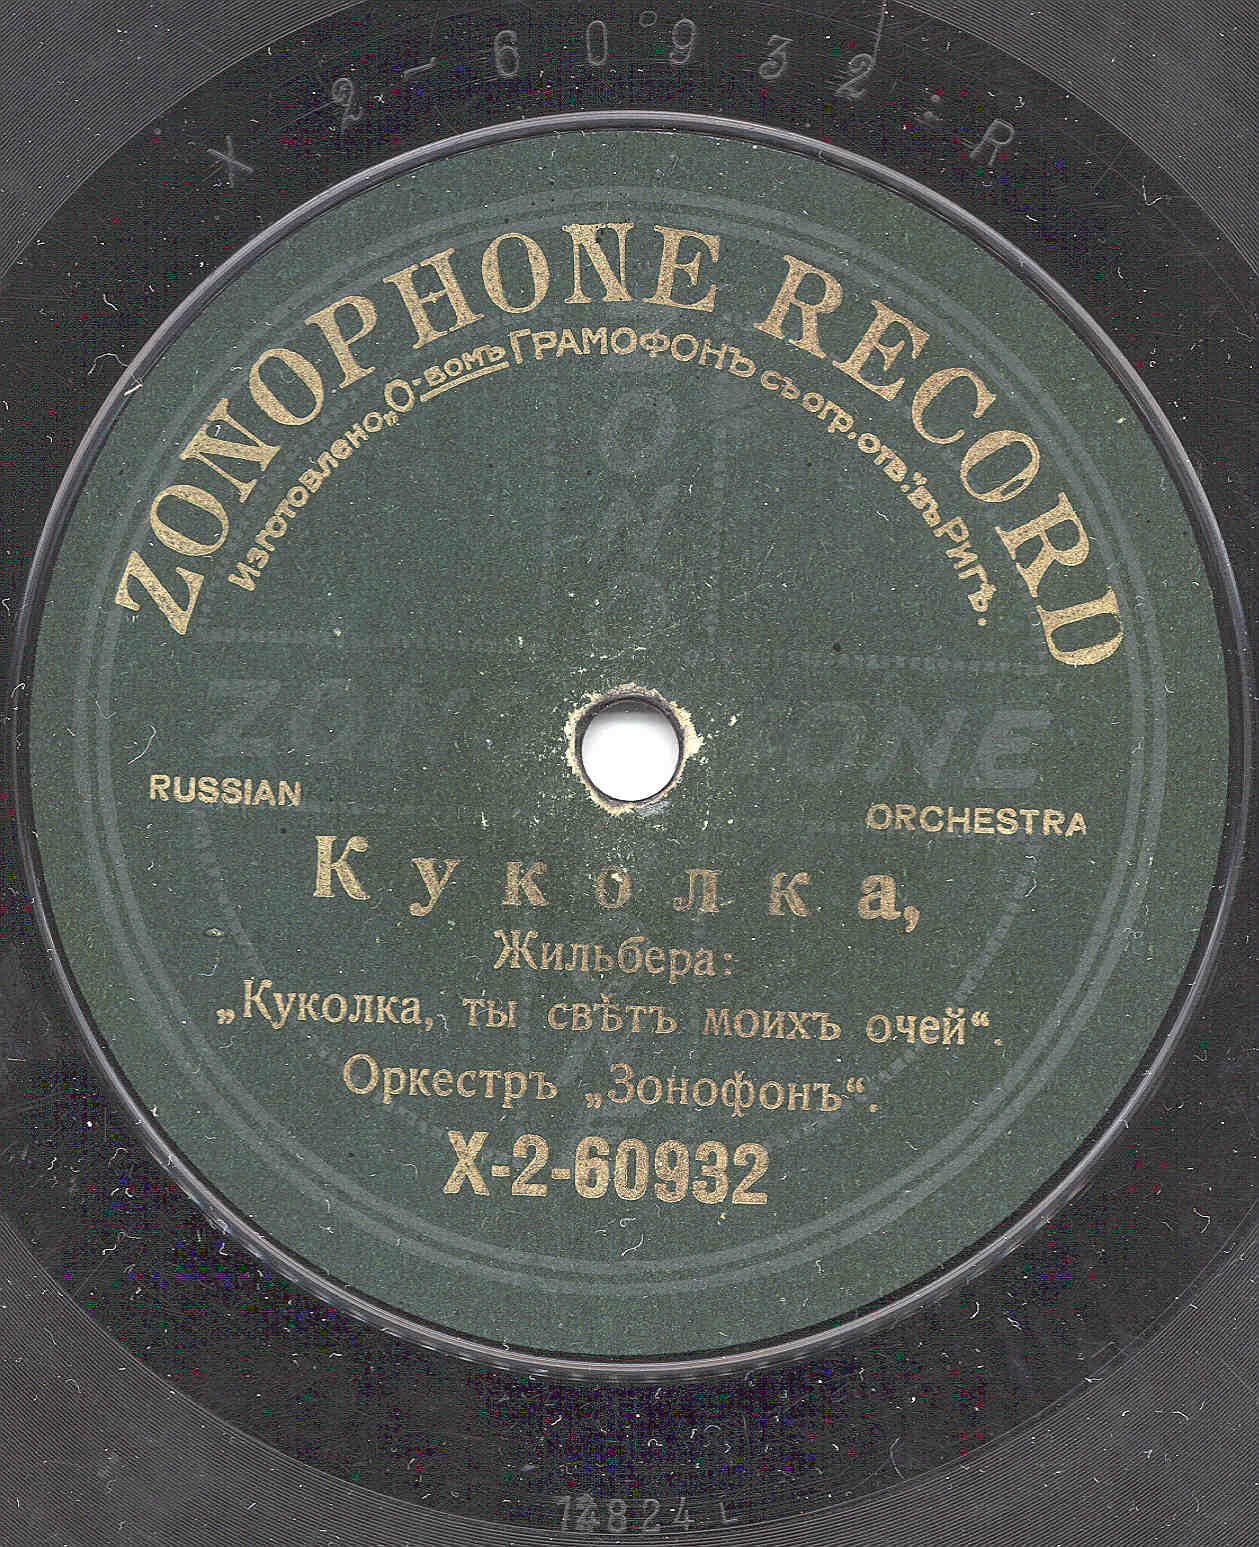 X 2-60932:R
ZONOPHONE RECORD
Изготовлено „О-вомъ ГРАМОФОНЪ съ огр. отв.“ въ Ригѣ.
RUSSIAN
ORCHESTRA
Куколка,
Жильбера:
„Куколка, ты свѣтъ моихъ очей“.
Оркестръ „Зонофонъ“.
X-2-60932